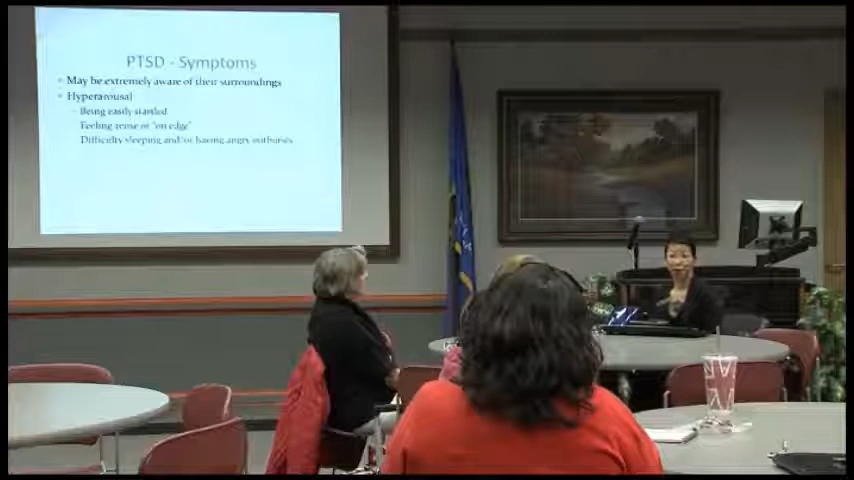 PTSD - Symptoms
May be extremely aware of their surroundings
Hyperarousal
Being easily startled
Feeling tense or "on edge"
Difficulty sleeping and/or having angry outbursts